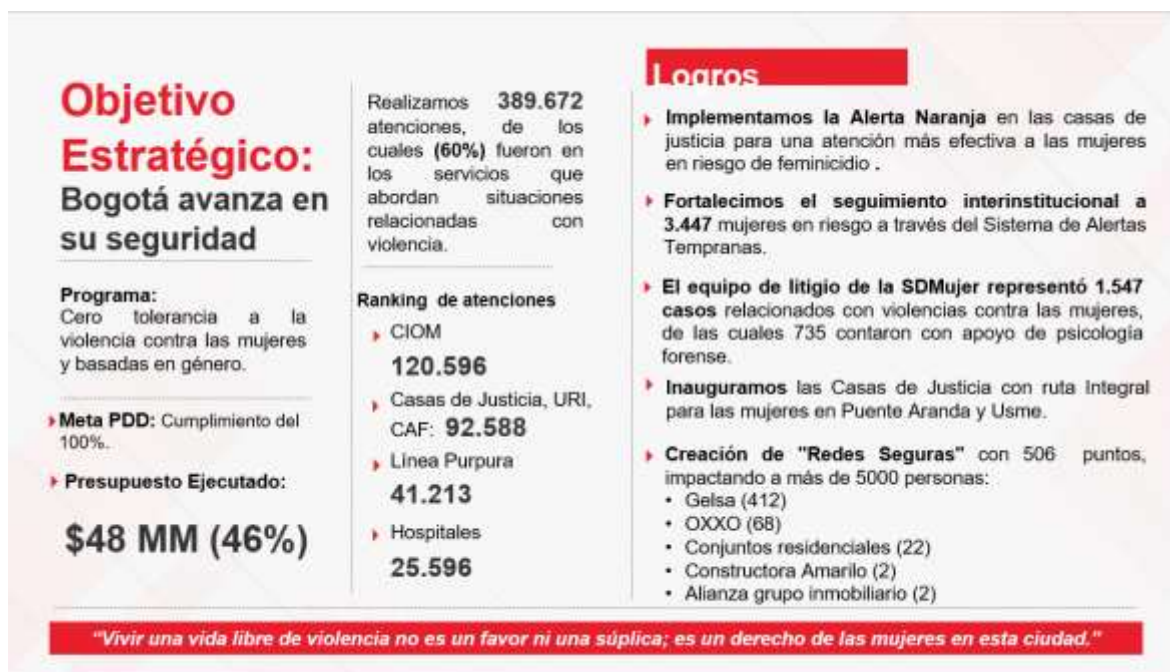 Objetivo
Estratégico:
Bogotá avanza en
su seguridad
Programa:
Cero tolerancia a la
violencia contra las mujeres
y basadas en género.
Meta PDD: Cumplimiento del
100%.
Presupuesto Ejecutado:
$48 MM (46%)
Realizamos 389.672
atenciones, de los
cuales (60%) fueron en
los servicios que
abordan situaciones
relacionadas con
violencia.
Ranking de atenciones
CIOM
120.596
Casas de Justicia, URI,
CAF: 92.588
Línea Purpura
41.213
Hospitales
25.596
Logros
Implementamos la Alerta Naranja en las casas de
justicia para una atención más efectiva a las mujeres
en riesgo de feminicidio .
Fortalecimos el seguimiento interinstitucional a
3.447 mujeres en riesgo a través del Sistema de Alertas
Tempranas.
El equipo de litigio de la SDMujer representó 1.547
casos relacionados con violencias contra las mujeres,
de las cuales 735 contaron con apoyo de psicología
forense.
Inauguramos las Casas de Justicia con ruta Integral
para las mujeres en Puente Aranda y Usme.
Creación de "Redes Seguras" con 506 puntos,
impactando a más de 5000 personas:
• Gelsa (412)
• OXXO (68)
• Conjuntos residenciales (22)
• Constructora Amarilo (2)
• Alianza grupo inmobiliario (2)
"Vivir una vida libre de violencia no es un favor ni una súplica; es un derecho de las mujeres en esta ciudad."